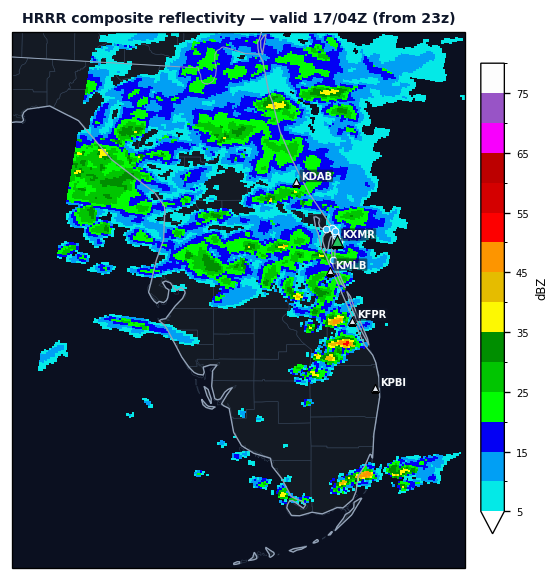 HRRR composite reflectivity — valid 17/04Z (from 23z)
KDAB
KXMR
KMLB
KFPR
KPBI
75
65
55
45
35
25
15
5
dBZ